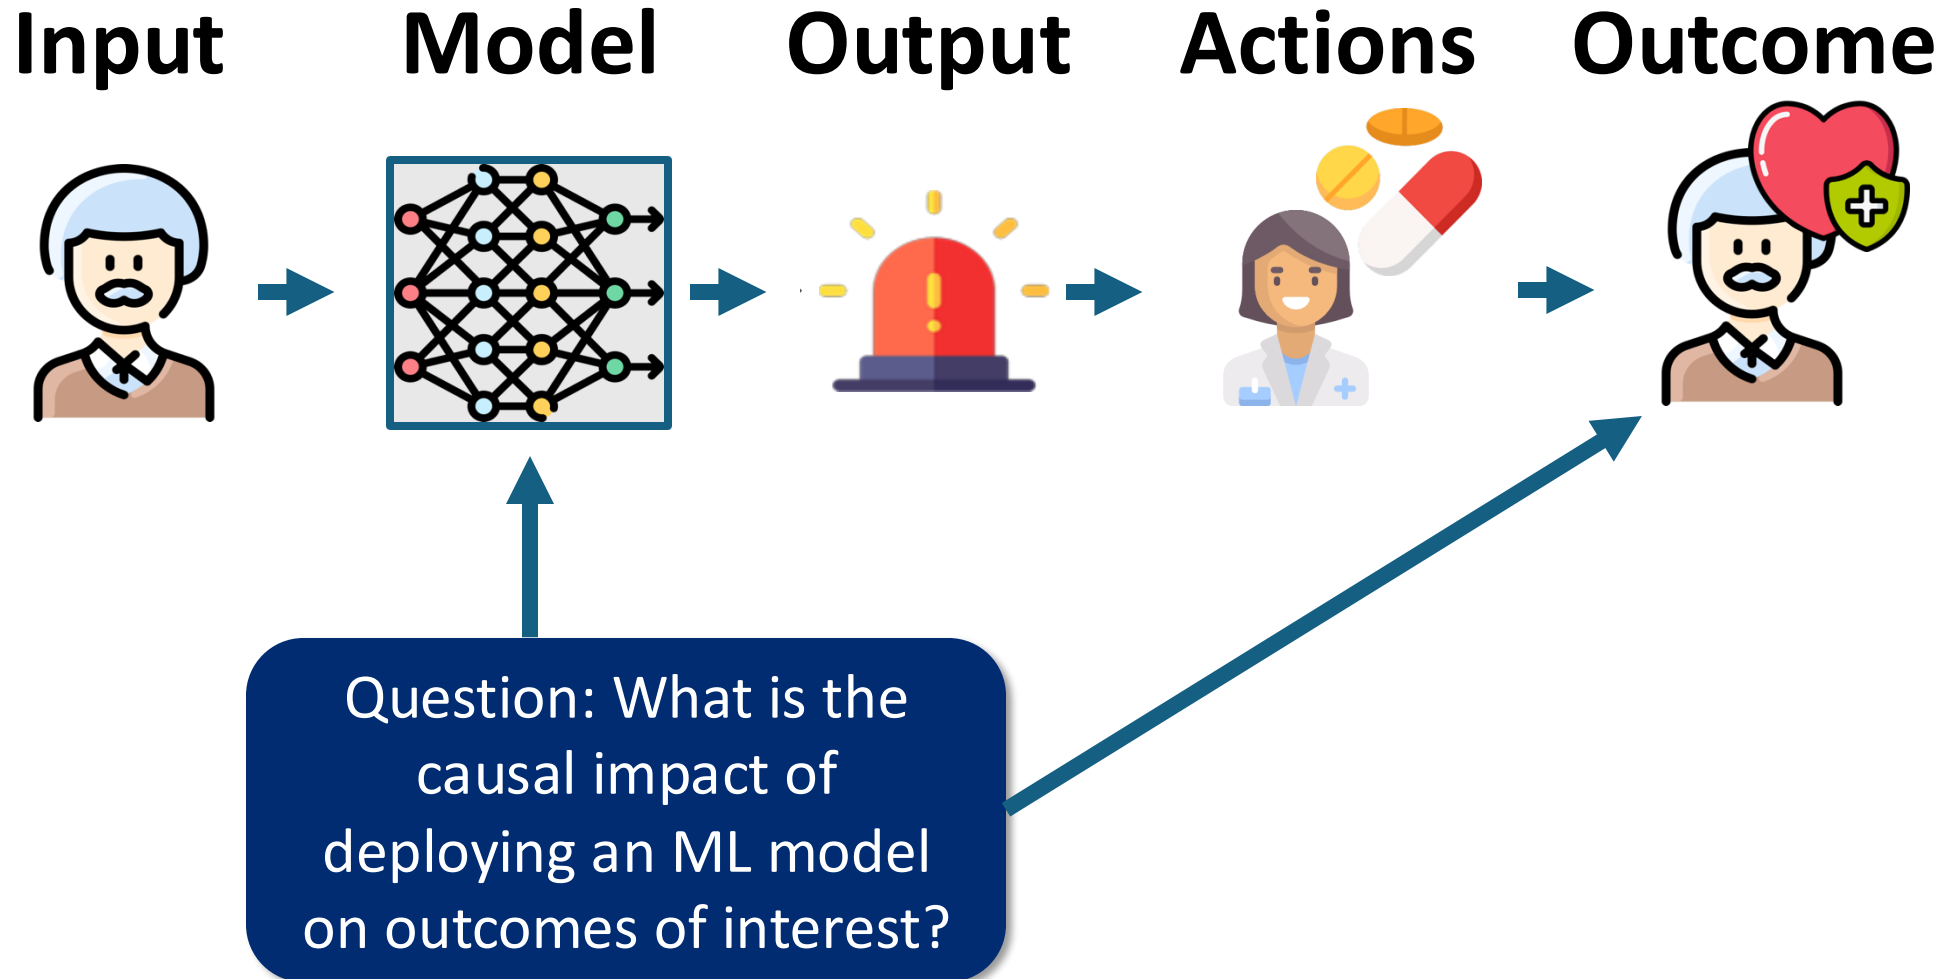 Input Model Output Actions Outcome
Question: What is the
causal impact of
deploying an ML model
on outcomes of interest?